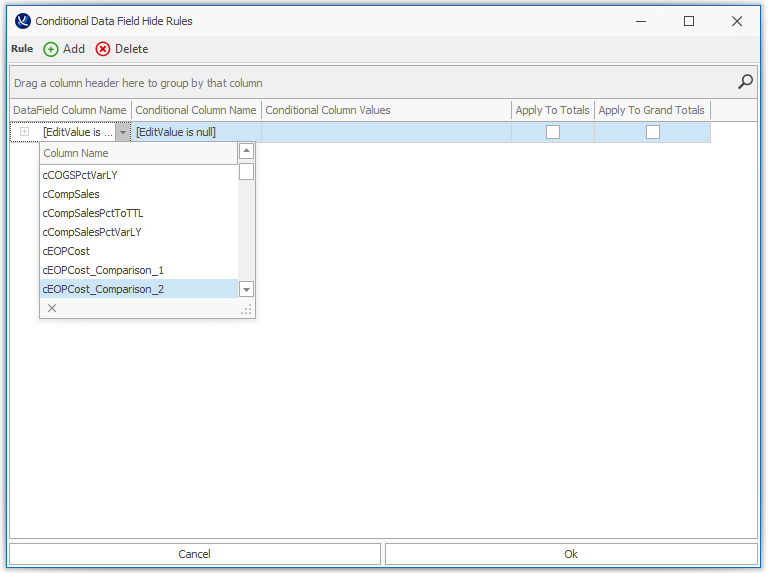 Conditional Data Field Hide Rules
Rule Add Delete
Drag a column header here to group by that column
DataField Column Name Conditional Column Name Conditional Column Values Apply To Totals Apply To Grand Totals
[EditValue is ... [EditValue is null]
Column Name
cCOGSPctVarLY
cCompSales
cCompSalesPctToTTL
cCompSalesPctVarLY
cEOPCost
cEOPCost_Comparison_1
cEOPCost_Comparison_2
Cancel Ok